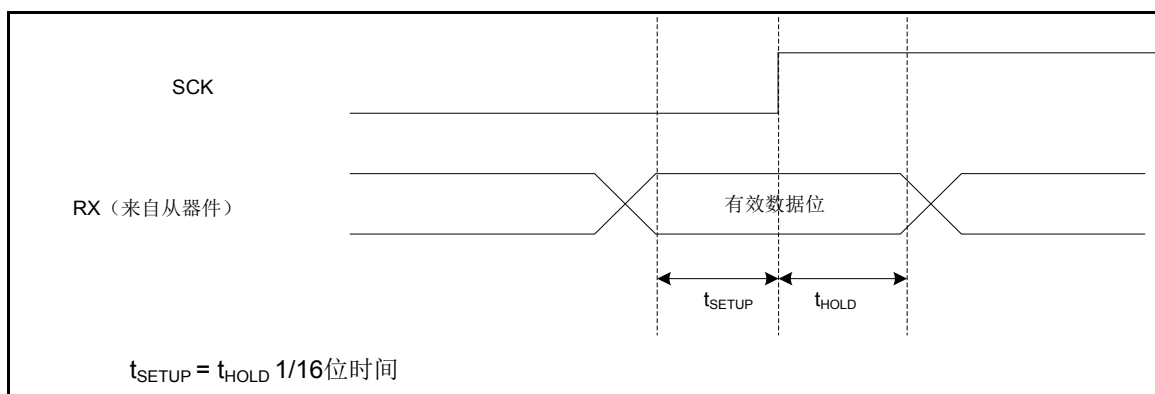 SCK
RX（来自从器件）
有效数据位
tSETUP tHOLD
tSETUP = tHOLD 1/16位时间